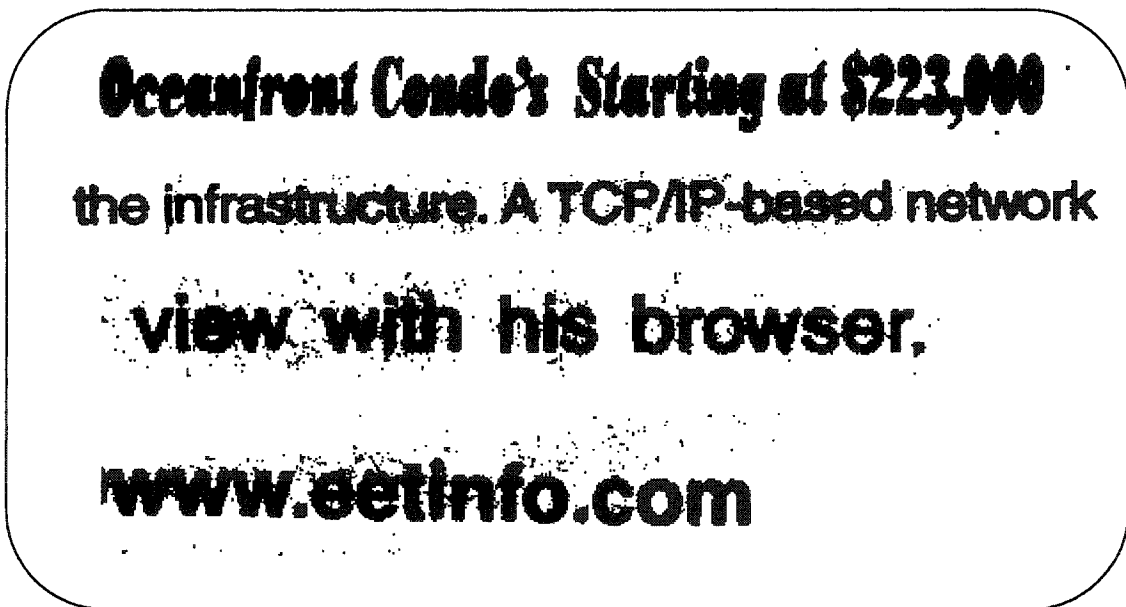 Oceanfront Condo's Starting at $223,000
the infrastructure. A TCP/IP-based network
view with his browser,
www.eetinfo.com